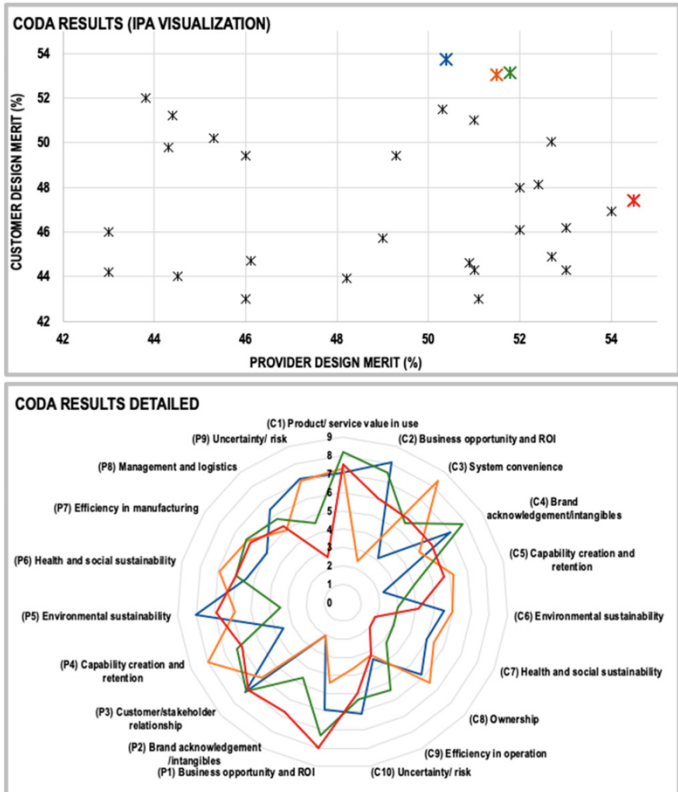 CODA RESULTS (IPA VISUALIZATION)
CUSTOMER DESIGN MERIT (%)
54
52
50
48
46
44
42
42 44 46 48 50 52 54
PROVIDER DESIGN MERIT (%)
CODA RESULTS DETAILED
(C1) Product/ service value in use
(P9) Uncertainty/ risk
(C2) Business opportunity and ROI
(P8) Management and logistics
(C3) System convenience
(P7) Efficiency in manufacturing
(C4) Brand
acknowledgement/intangibles
(P6) Health and social sustainability
(C5) Capability creation and
retention
(P5) Environmental sustainability
(C6) Environmental sustainability
(P4) Capability creation and
retention
(C7) Health and social sustainability
(P3) Customer/stakeholder
relationship
(C8) Ownership
(P2) Brand acknowledgement
/intangibles
(C9) Efficiency in operation
(P1) Business opportunity and ROI
(C10) Uncertainty/ risk
9
8
7
6
5
4
3
2
1
0